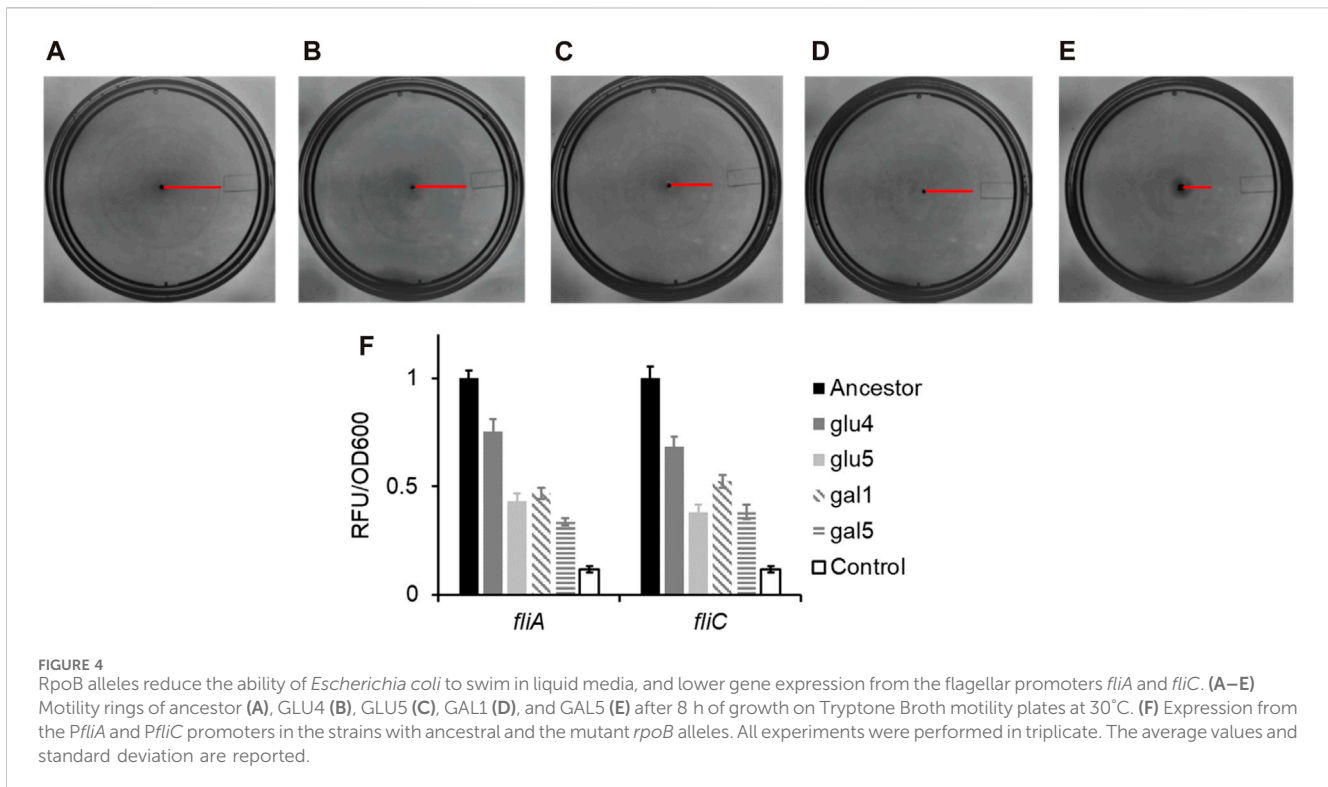 A
B
C
D
E
F
RFU/OD600
1
0.5
0
fliA
fliC
Ancestor
glu4
glu5
gal1
gal5
Control
FIGURE 4
RpoB alleles reduce the ability of Escherichia coli to swim in liquid media, and lower gene expression from the flagellar promoters fliA and fliC. (A–E)
Motility rings of ancestor (A), GLU4 (B), GLU5 (C), GAL1 (D), and GAL5 (E) after 8 h of growth on Tryptone Broth motility plates at 30°C. (F) Expression from
the PfliA and PfliC promoters in the strains with ancestral and the mutant rpoB alleles. All experiments were performed in triplicate. The average values and
standard deviation are reported.